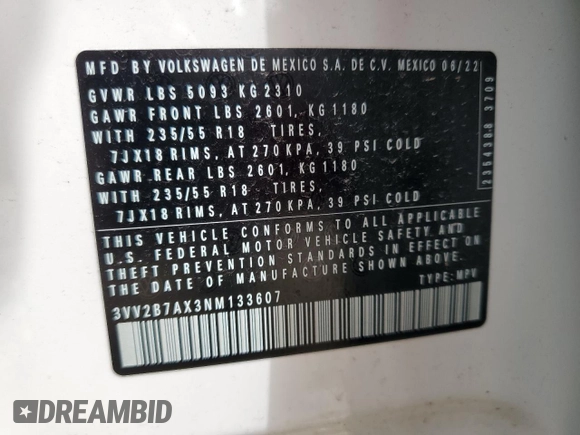 MFD BY VOLKSWAGEN DE MEXICO S.A. DE C.V. MEXICO 06/22
GVWR LBS 5093 KG 2310
GAWR FRONT LBS 2601, KG 1180
WITH 235/55 R18 TIRES,
7JX18 RIMS, AT 270 KPA, 39 PSI COLD
GAWR REAR LBS 2601, KG 1180
WITH 235/55 R18 TIRES,
7JX18 RIMS, AT 270 KPA, 39 PSI COLD
THIS VEHICLE CONFORMS TO ALL APPLICABLE
U.S. FEDERAL MOTOR VEHICLE SAFETY AND
THEFT PREVENTION STANDARDS IN EFFECT ON
THE DATE OF MANUFACTURE SHOWN ABOVE.
3VV2B7AX3NM133607 TYPE: MPV
2354388 3709
DREAMBID